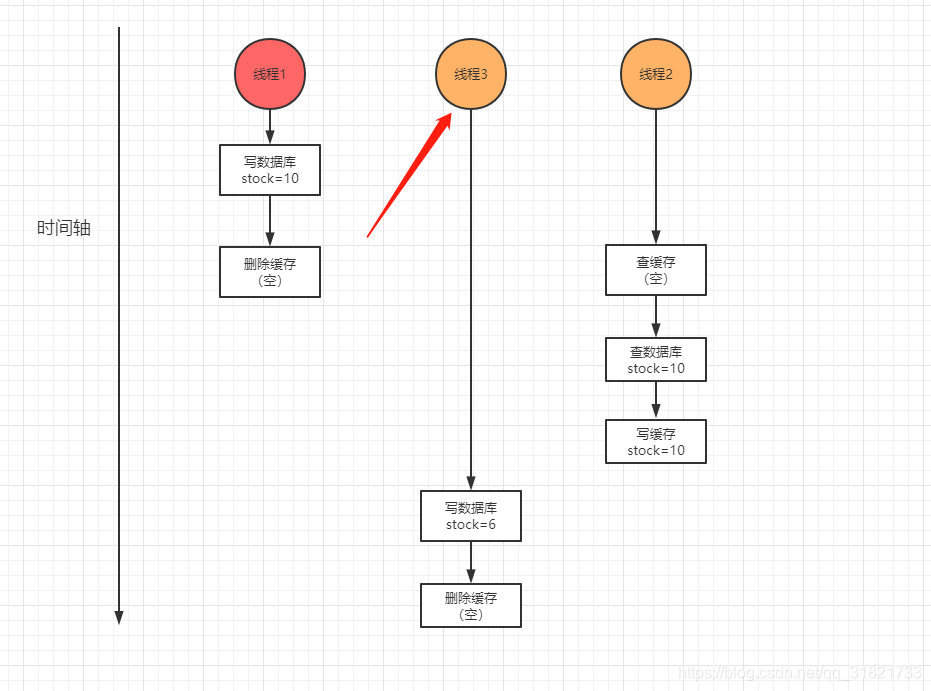 线程1
线程3
线程2
写数据库
stock=10
时间轴
删除缓存
（空）
查缓存
（空）
查数据库
stock=10
写缓存
stock=10
写数据库
stock=6
删除缓存
（空）
https://blog.csdn.net/qq_31821733